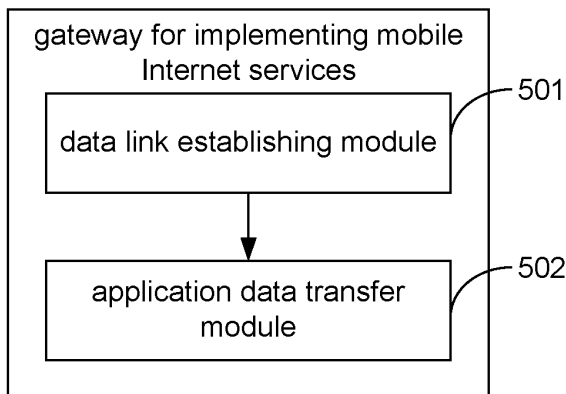 gateway for implementing mobile
Internet services
501
data link establishing module
502
application data transfer
module